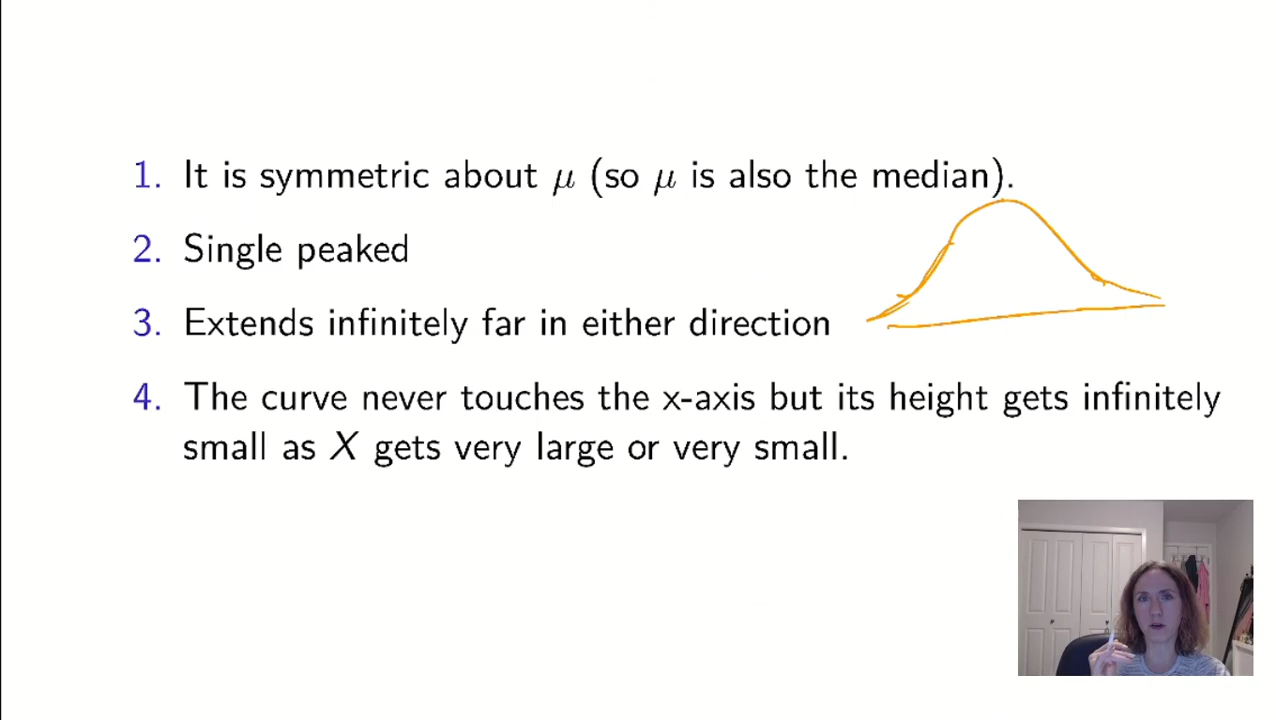 1. It is symmetric about μ (so μ is also the median).
2. Single peaked
3. Extends infinitely far in either direction
4. The curve never touches the x-axis but its height gets infinitely
small as X gets very large or very small.